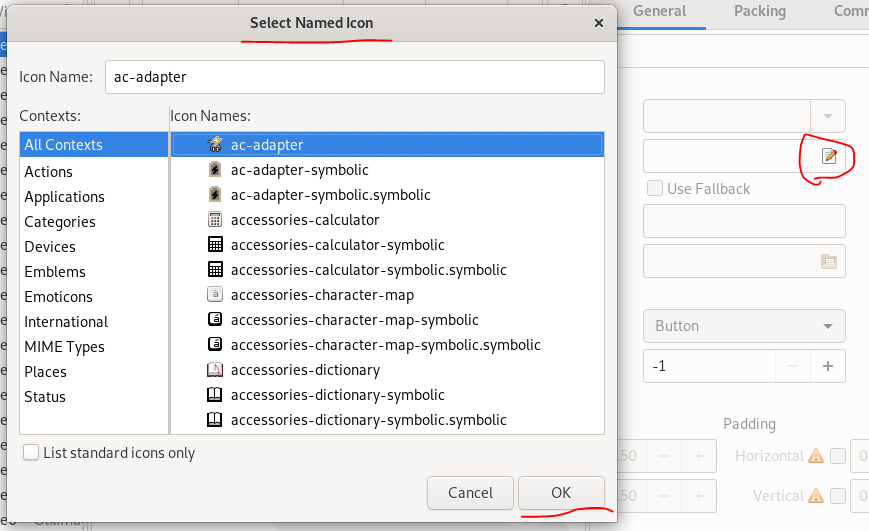 Select Named Icon
General
Packing
Icon Name:
ac-adapter
Contexts:
Icon Names:
All Contexts
Actions
Applications
Categories
Devices
Emblems
Emoticons
International
MIME Types
Places
Status
ac-adapter
ac-adapter-symbolic
ac-adapter-symbolic.symbolic
accessories-calculator
accessories-calculator-symbolic
accessories-calculator-symbolic.symbolic
accessories-character-map
accessories-character-map-symbolic
accessories-character-map-symbolic.symbolic
accessories-dictionary
accessories-dictionary-symbolic
accessories-dictionary-symbolic.symbolic
List standard icons only
Cancel
OK
Use Fallback
Button
-1
Padding
.50
Horizontal
0
.50
Vertical
0